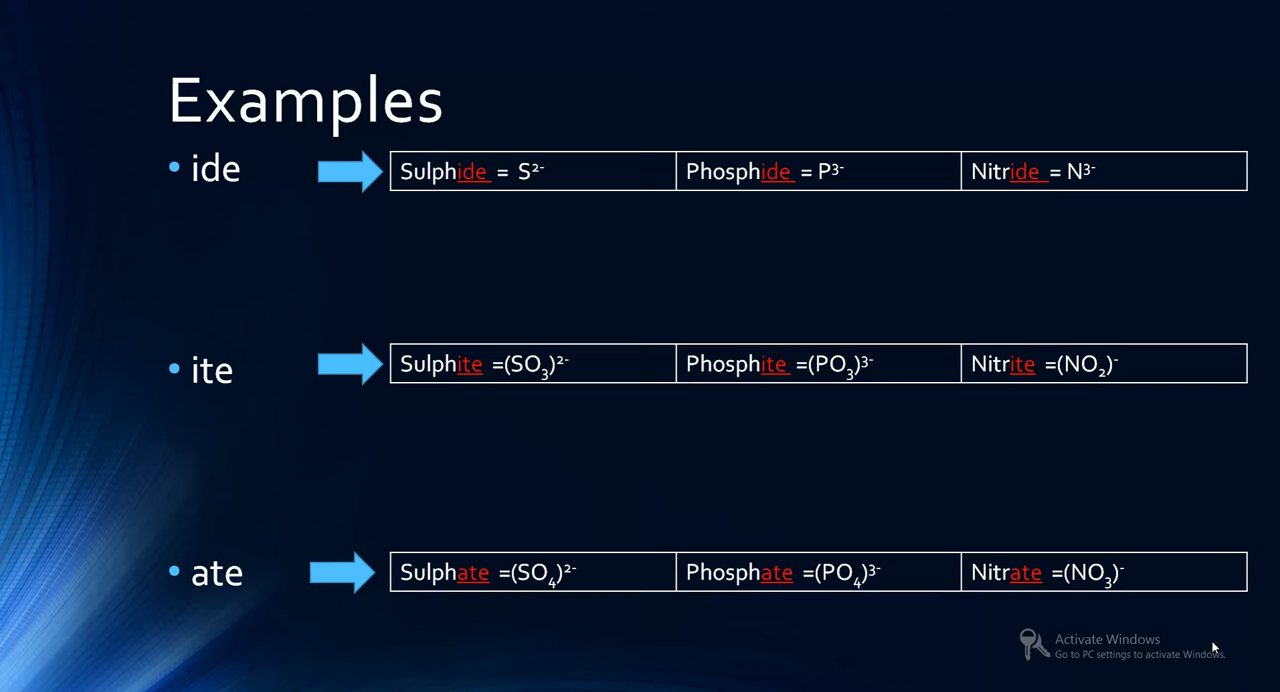 Examples
• ide
Sulphide = S²⁻
Phosphide = P³⁻
Nitride = N³⁻
• ite
Sulphite =(SO₃)²⁻
Phosphite =(PO₃)³⁻
Nitrite =(NO₂)⁻
• ate
Sulphate =(SO₄)²⁻
Phosphate =(PO₄)³⁻
Nitrate =(NO₃)⁻
Activate Windows
Go to PC settings to activate Windows.